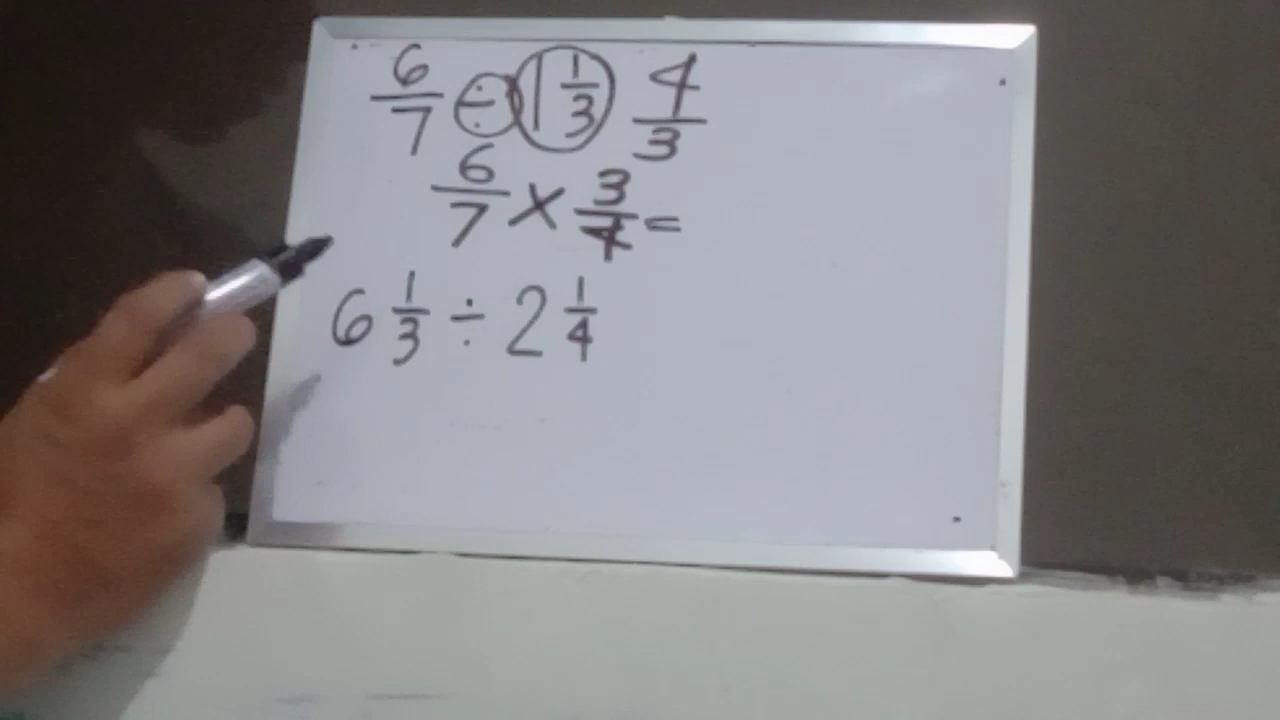 6/7 ÷ 1 1/3 4/3
6/7 × 3/4 =
6 1/3 ÷ 2 1/4